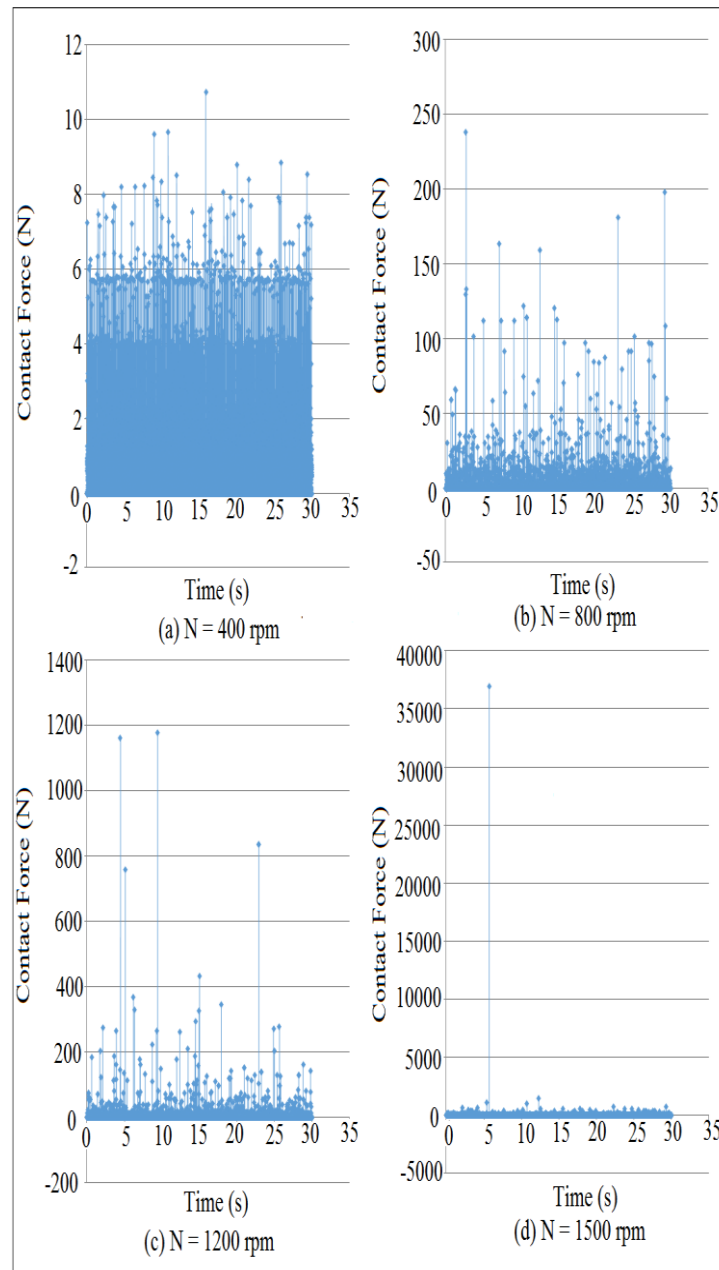 12
10
8
6
4
2
0
-2
Contact Force (N)
0 5 10 15 20 25 30 35
Time (s)
(a) N = 400 rpm
300
250
200
150
100
50
0
-50
Contact Force (N)
0 5 10 15 20 25 30 35
Time (s)
(b) N = 800 rpm
1400
1200
1000
800
600
400
200
0
-200
Contact Force (N)
0 5 10 15 20 25 30 35
Time (s)
(c) N = 1200 rpm
40000
35000
30000
25000
20000
15000
10000
5000
0
-5000
Contact Force (N)
0 5 10 15 20 25 30 35
Time (s)
(d) N = 1500 rpm